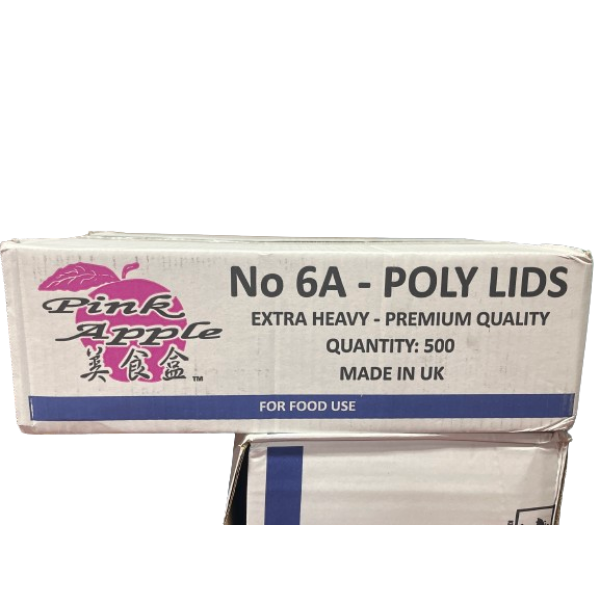 Pink
Apple
美食盒 ™
No 6A - POLY LIDS
EXTRA HEAVY - PREMIUM QUALITY
QUANTITY: 500
MADE IN UK
FOR FOOD USE